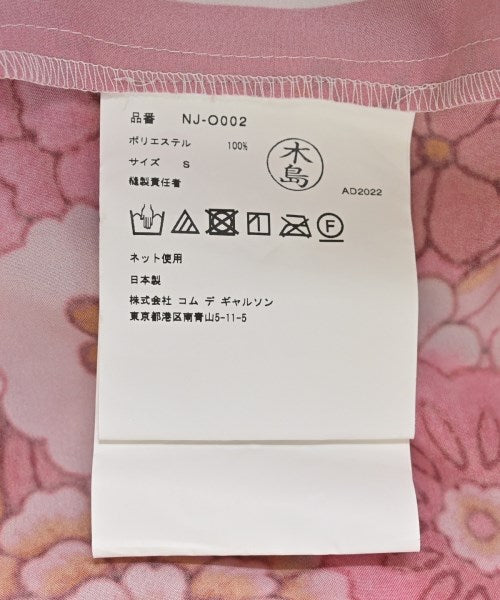 品番 NJ-O002
ポリエステル 100%
サイズ S
縫製責任者
木島
AD2022
F
ネット使用
日本製
株式会社 コム デ ギャルソン
東京都港区南青山5-11-5